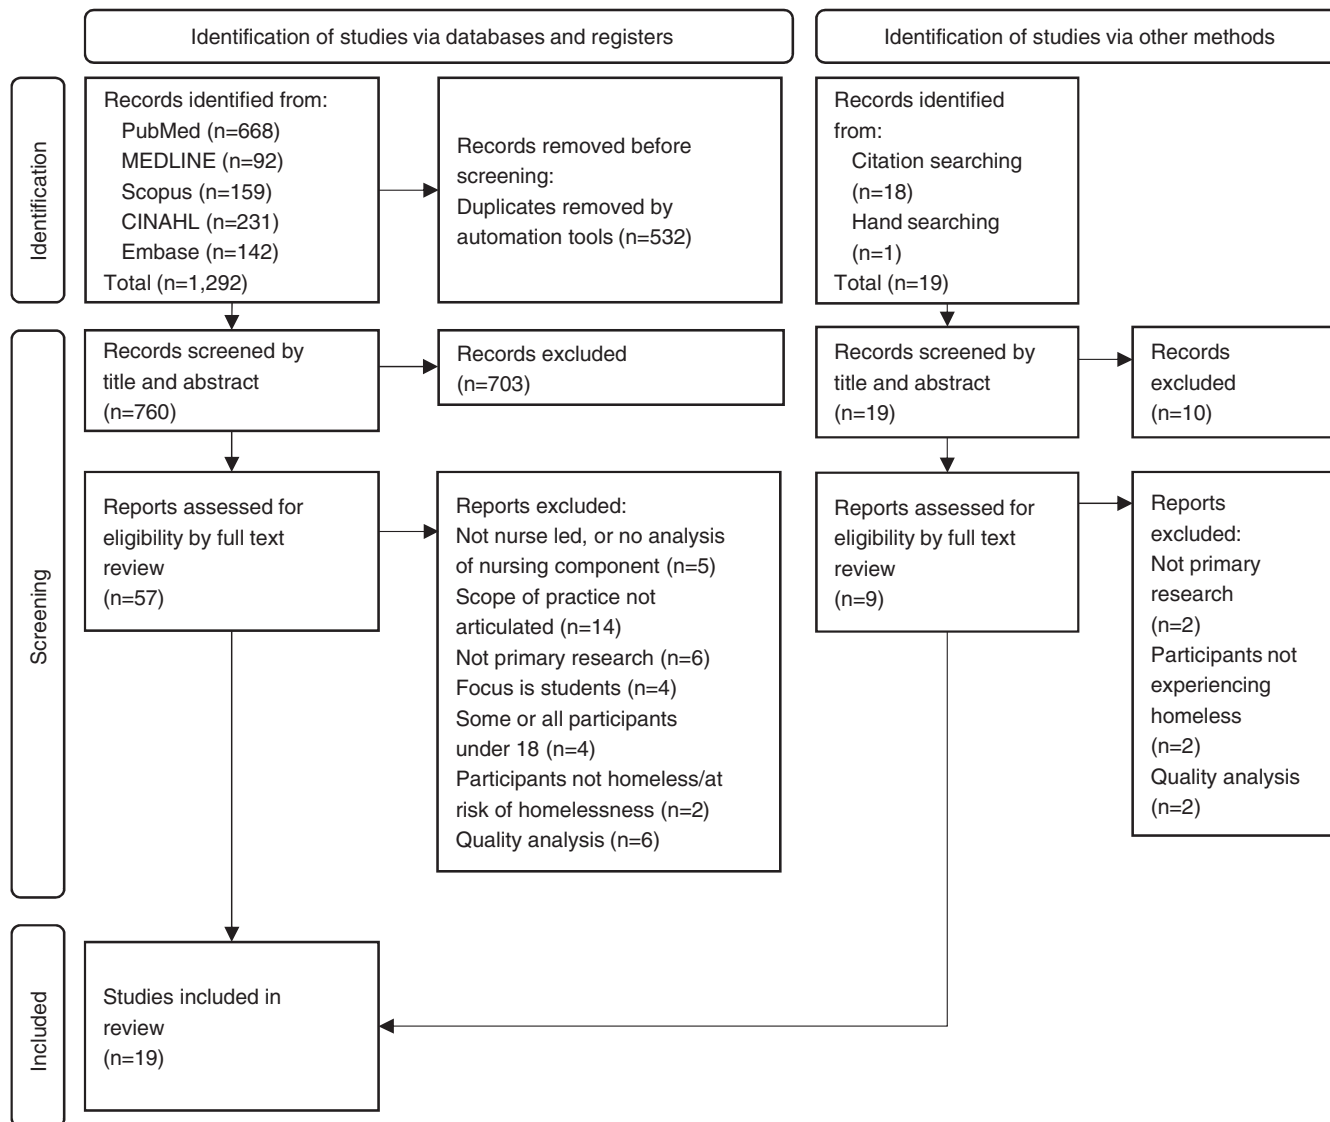 Identification of studies via databases and registers
Identification of studies via other methods
Identification
Records identified from:
PubMed (n=668)
MEDLINE (n=92)
Scopus (n=159)
CINAHL (n=231)
Embase (n=142)
Total (n=1,292)
Records removed before
screening:
Duplicates removed by
automation tools (n=532)
Records identified
from:
Citation searching
(n=18)
Hand searching
(n=1)
Total (n=19)
Screening
Records screened by
title and abstract
(n=760)
Records excluded
(n=703)
Records screened by
title and abstract
(n=19)
Records
excluded
(n=10)
Reports assessed for
eligibility by full text
review
(n=57)
Reports excluded:
Not nurse led, or no analysis
of nursing component (n=5)
Scope of practice not
articulated (n=14)
Not primary research (n=6)
Focus is students (n=4)
Some or all participants
under 18 (n=4)
Participants not homeless/at
risk of homelessness (n=2)
Quality analysis (n=6)
Reports assessed for
eligibility by full text
review
(n=9)
Reports
excluded:
Not primary
research
(n=2)
Participants not
experiencing
homeless
(n=2)
Quality analysis
(n=2)
Included
Studies included in
review
(n=19)